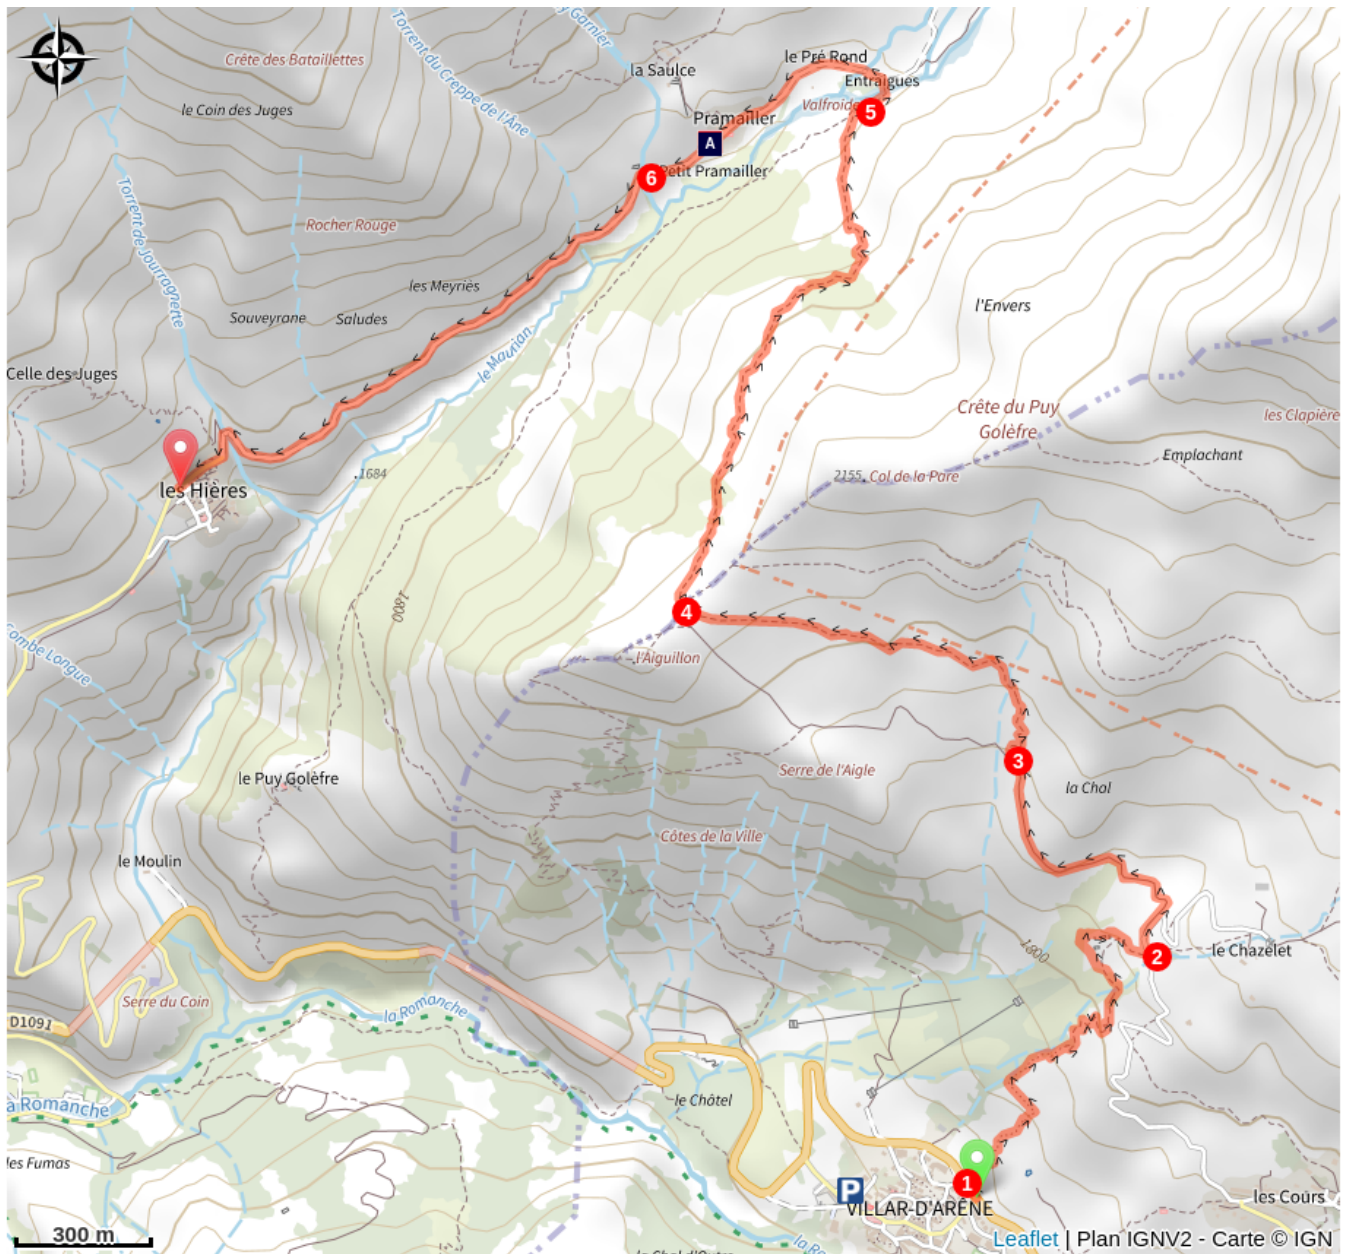 y Garnier
Torrent du Creppe de l'Âne
Crête des Bataillettes
le Pré Rond
la Saulce
Entraigues
le Coin des Juges
Valfroide
5
Pramailler
A
6
Petit Pramailler
Torrent de Jourragnette
Rocher Rouge
les Meyriès
l'Envers
Souveyrane
Saludes
le Maurian
Celle des Juges
Crête du Puy
Golèfre
les Clapière
Emplachant
.1684
2155. Col de la Pare
les Hières
1800
4
ombe Longue
l'Aiguillon
3
Serre de l'Aigle
le Puy Golèfre
la Chal
Côtes de la Ville
le Moulin
1800
2
le Chazelet
Serre du Coin
la Romanche
D1091
a Romanche
le Châtel
les Fumas
1
P
VILLAR-D'ARÈNE
les Cours
300 m
la Ro
Leaflet | Plan IGNV2 - Carte © IGN